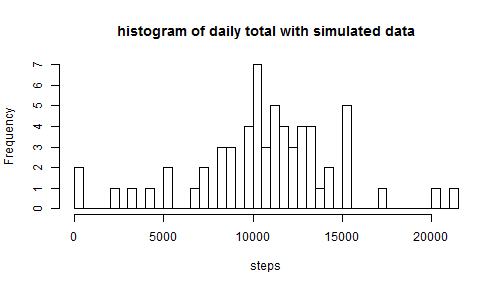 histogram of daily total with simulated data
Frequency
7
6
5
4
3
2
1
0
0 5000 10000 15000 20000
steps